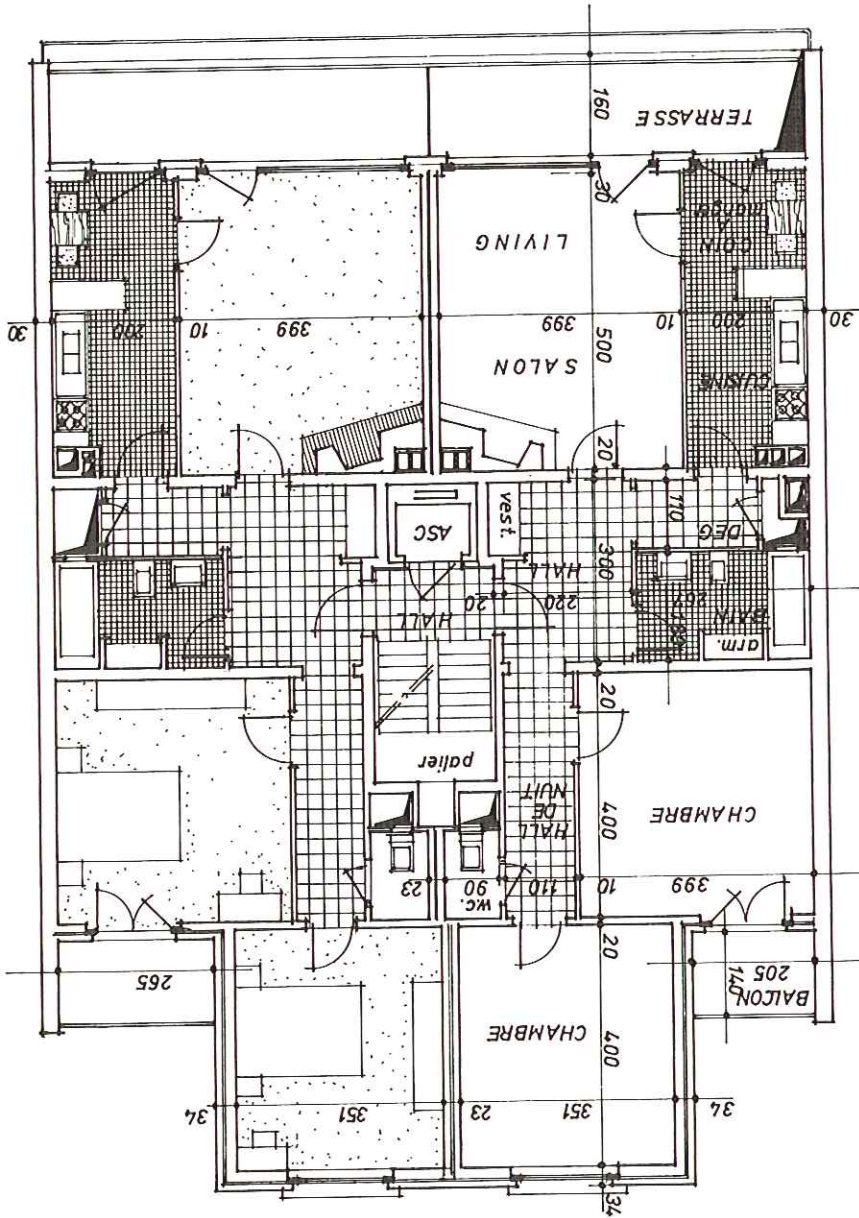 34
34
351
23
351
34
400
CHAMBRE
BALCON
205
140
265
20
399
10
110
90
23
w.c.
CHAMBRE
400
HALL
DE
NUIT
palier
20
arm.
BAIN
220
20
HALL
HALL
300
DEG
110
vest.
ASC
20
CUISINE
SALON
500
30
200
10
399
399
10
200
30
COIN
À
manger
LIVING
30
TERRASSE
160